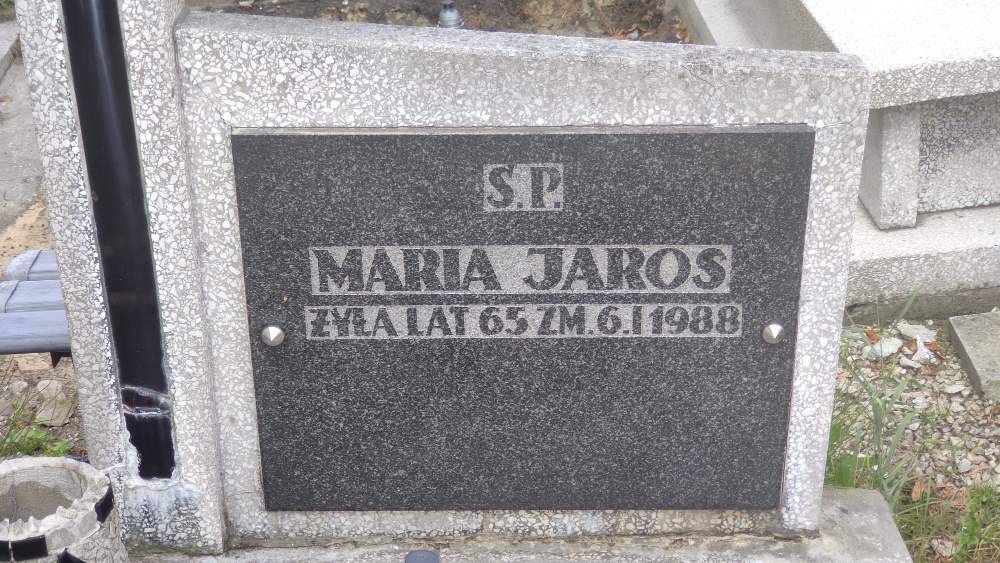 Ś.P.
MARIA JAROS
ŻYŁA LAT 65 ZM. 6.I 1988